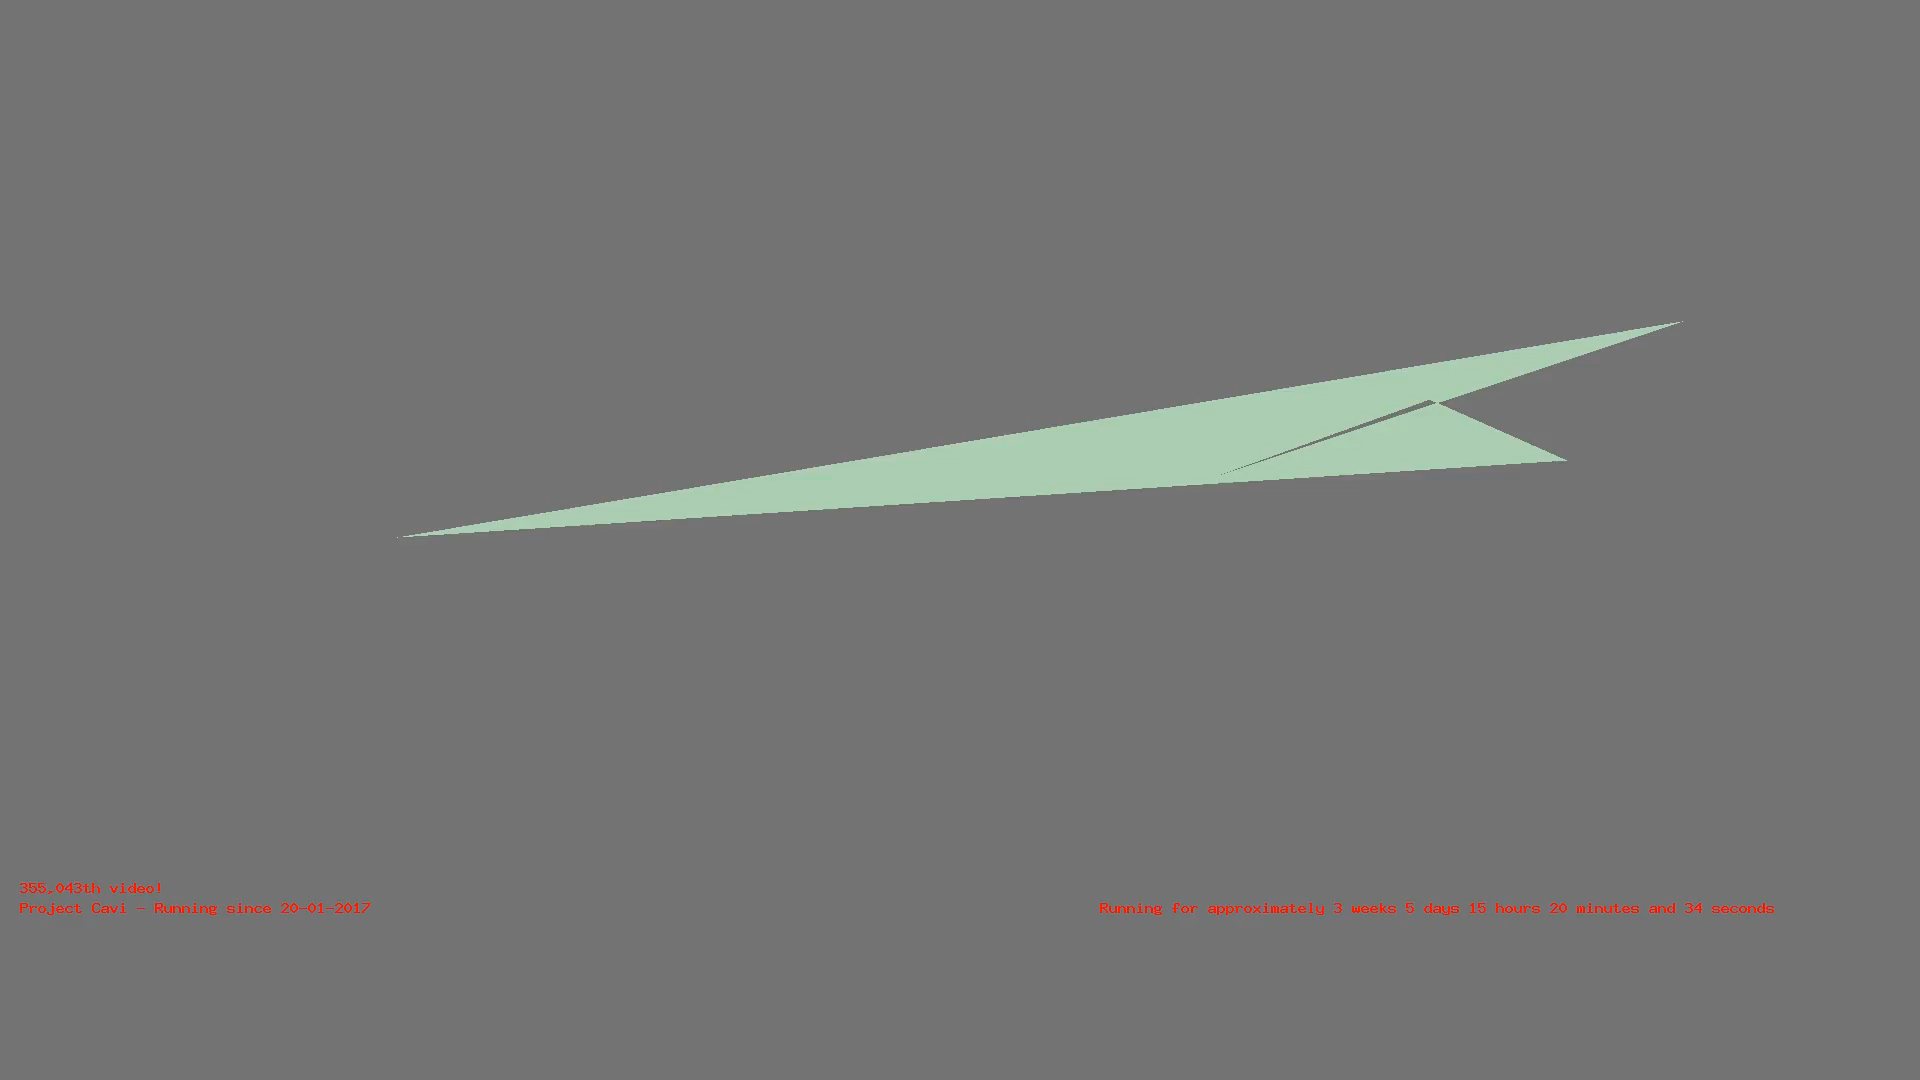 355,043th video!
Project Cavi - Running since 20-01-2017
Running for approximately 3 weeks 5 days 15 hours 20 minutes and 34 seconds